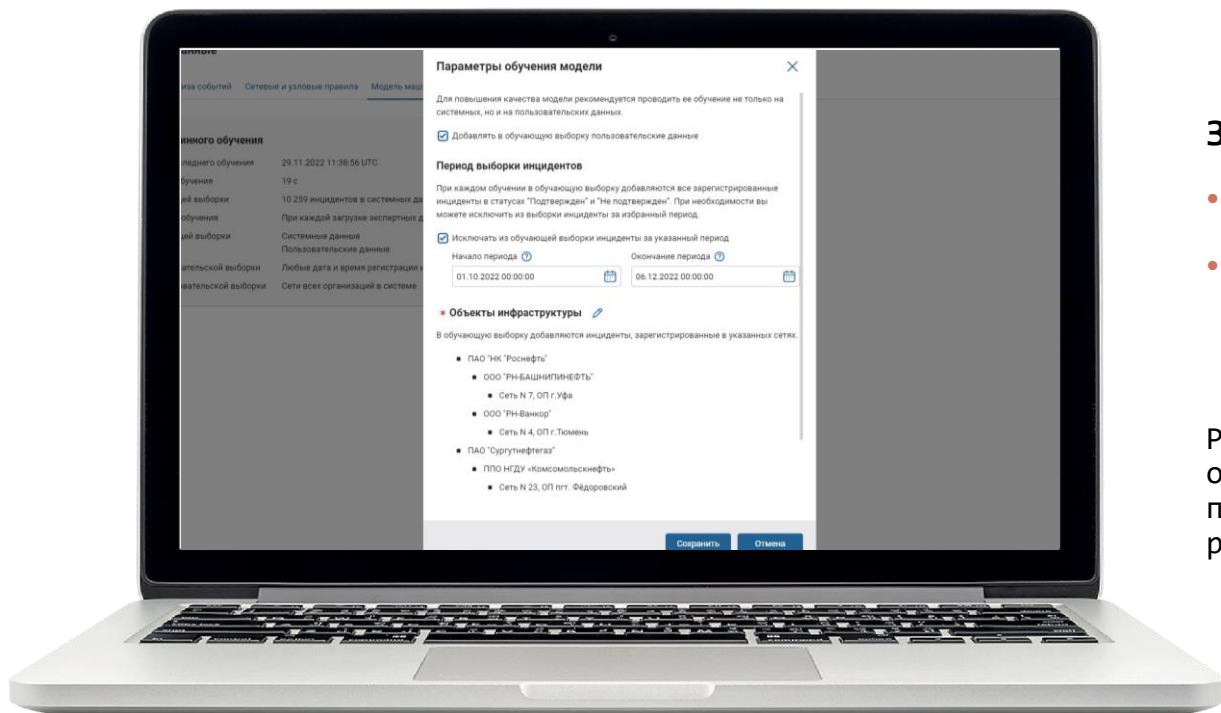 иза событий Сетевые и узловые правила Модель маш
инного обучения
29.11.2022 11:38:56 UTC
бучения 19 с
ей выборки 10 259 инцидентов в системных да
обучения При каждой загрузке экспертных д
ей выборки Системные данные
Пользовательские данные
ательской выборки Любые дата и время регистрации и
вательской выборки Сети всех организаций в системе
Параметры обучения модели
Для повышения качества модели рекомендуется проводить ее обучение не только на
системных, но и на пользовательских данных.
Добавлять в обучающую выборку пользовательские данные
Период выборки инцидентов
При каждом обучении в обучающую выборку добавляются все зарегистрированные
инциденты в статусах "Подтвержден" и "Не подтвержден". При необходимости вы
можете исключить из выборки инциденты за избранный период.
Исключать из обучающей выборки инциденты за указанный период
Начало периода Окончание периода
01.10.2022 00:00:00 06.12.2022 00:00:00
* Объекты инфраструктуры
В обучающую выборку добавляются инциденты, зарегистрированные в указанных сетях.
ПАО "НК "Роснефть"
ООО "РН-БАШНИПИНЕФТЬ"
Сеть N 7, ОП г.Уфа
ООО "РН-Ванкор"
Сеть N 4, ОП г.Тюмень
ПАО "Сургутнефтегаз"
ППО НГДУ «Комсомольскнефть»
Сеть N 23, ОП пгт. Фёдоровский
Сохранить Отмена